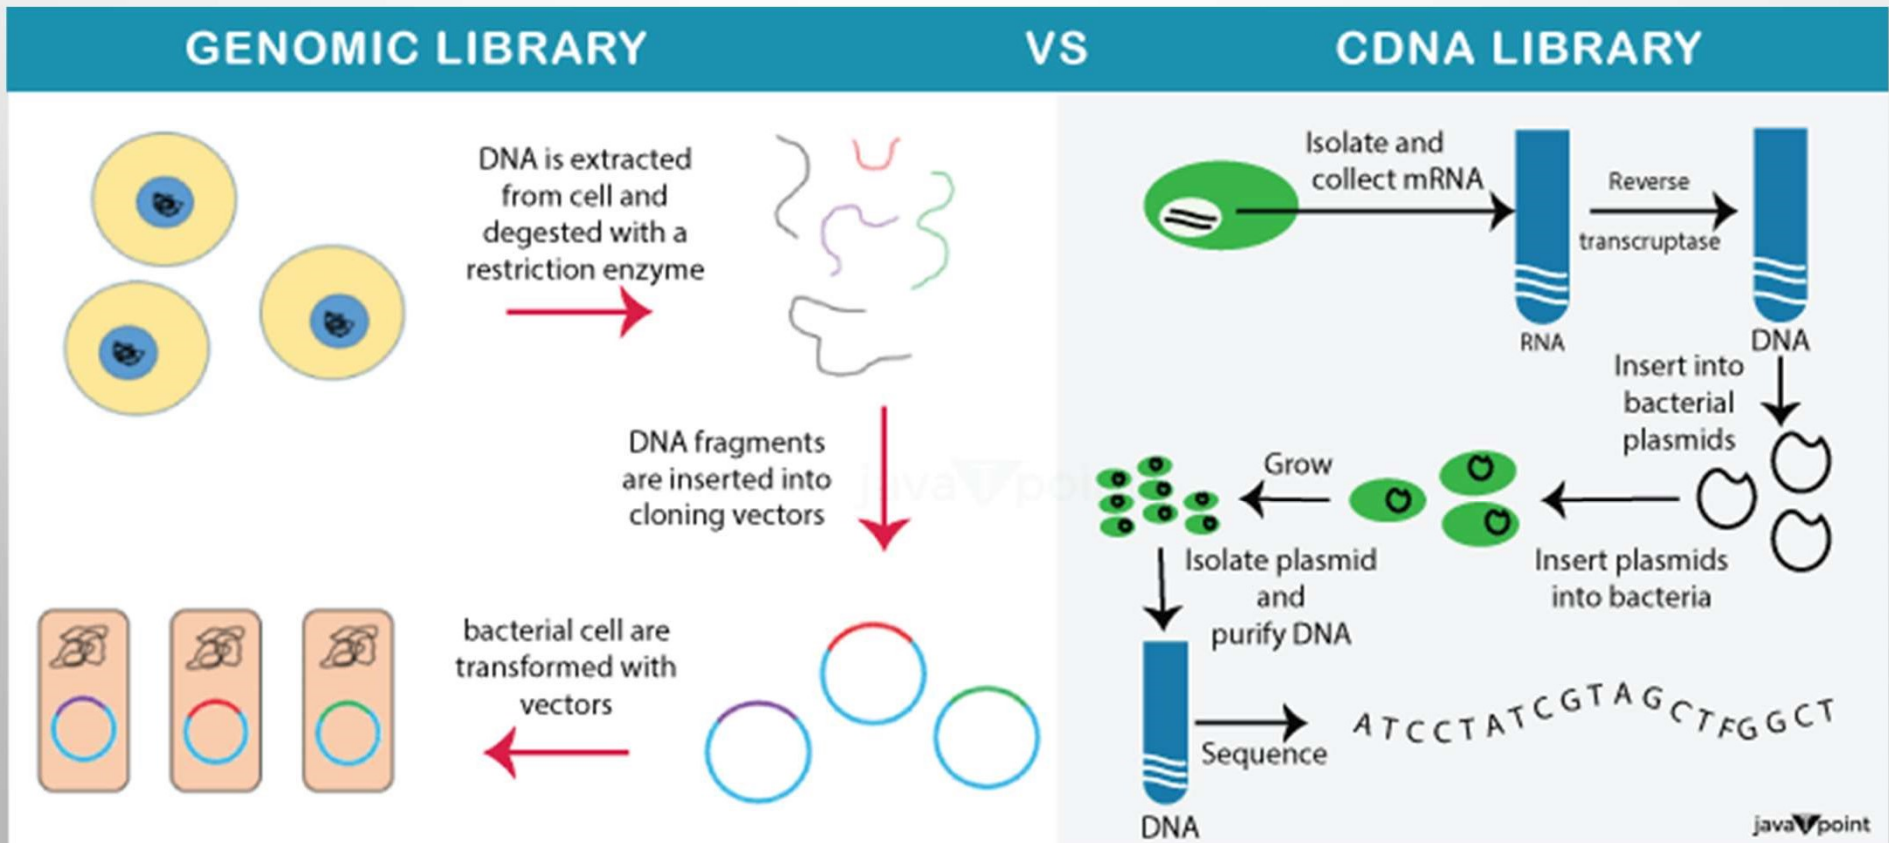 GENOMIC LIBRARY VS CDNA LIBRARY
DNA is extracted
from cell and
degested with a
restriction enzyme
DNA fragments
are inserted into
cloning vectors
bacterial cell are
transformed with
vectors
Isolate and
collect mRNA
RNA
Reverse
transcruptase
DNA
Insert into
bacterial
plasmids
Insert plasmids
into bacteria
Grow
Isolate plasmid
and
purify DNA
DNA
Sequence
ATCCTATCGTAGCTFGGCT
javaTpoint
javaTpoint